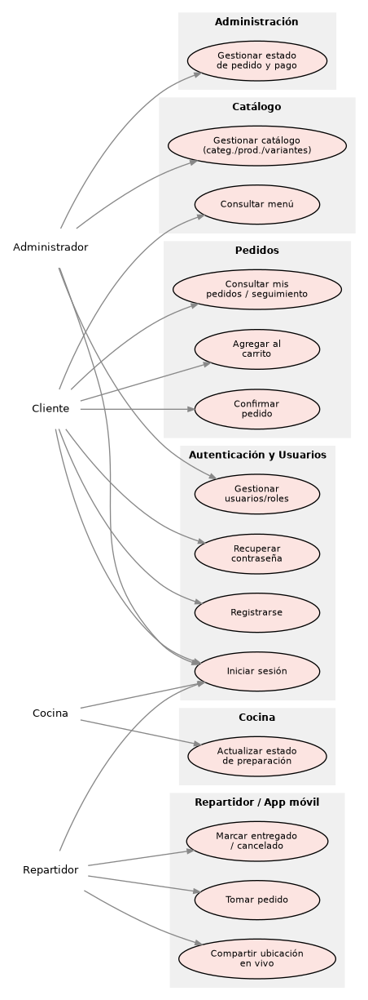 Administración
Gestionar estado
de pedido y pago
Catálogo
Gestionar catálogo
(categ./prod./variantes)
Consultar menú
Administrador
Pedidos
Consultar mis
pedidos / seguimiento
Agregar al
carrito
Cliente
Confirmar
pedido
Autenticación y Usuarios
Gestionar
usuarios/roles
Recuperar
contraseña
Registrarse
Iniciar sesión
Cocina
Cocina
Actualizar estado
de preparación
Repartidor / App móvil
Marcar entregado
/ cancelado
Repartidor
Tomar pedido
Compartir ubicación
en vivo